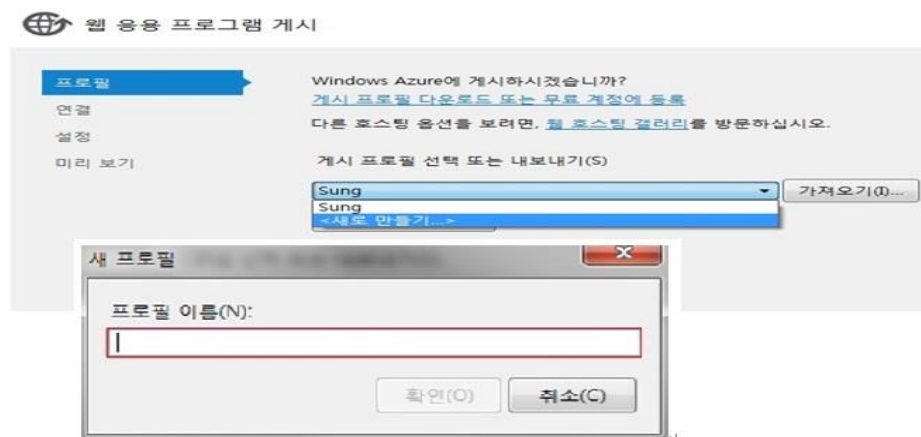 웹 응용 프로그램 게시
프로필
연결
설정
미리 보기
Windows Azure에 게시하시겠습니까?
게시 프로필 다운로드 또는 무료 계정에 등록
다른 호스팅 옵션을 보려면, 웹 호스팅 갤러리를 방문하십시오.
게시 프로필 선택 또는 내보내기(S)
Sung
가져오기(I)...
Sung
<새로 만들기...>
새 프로필
프로필 이름(N):
확인(O)
취소(C)